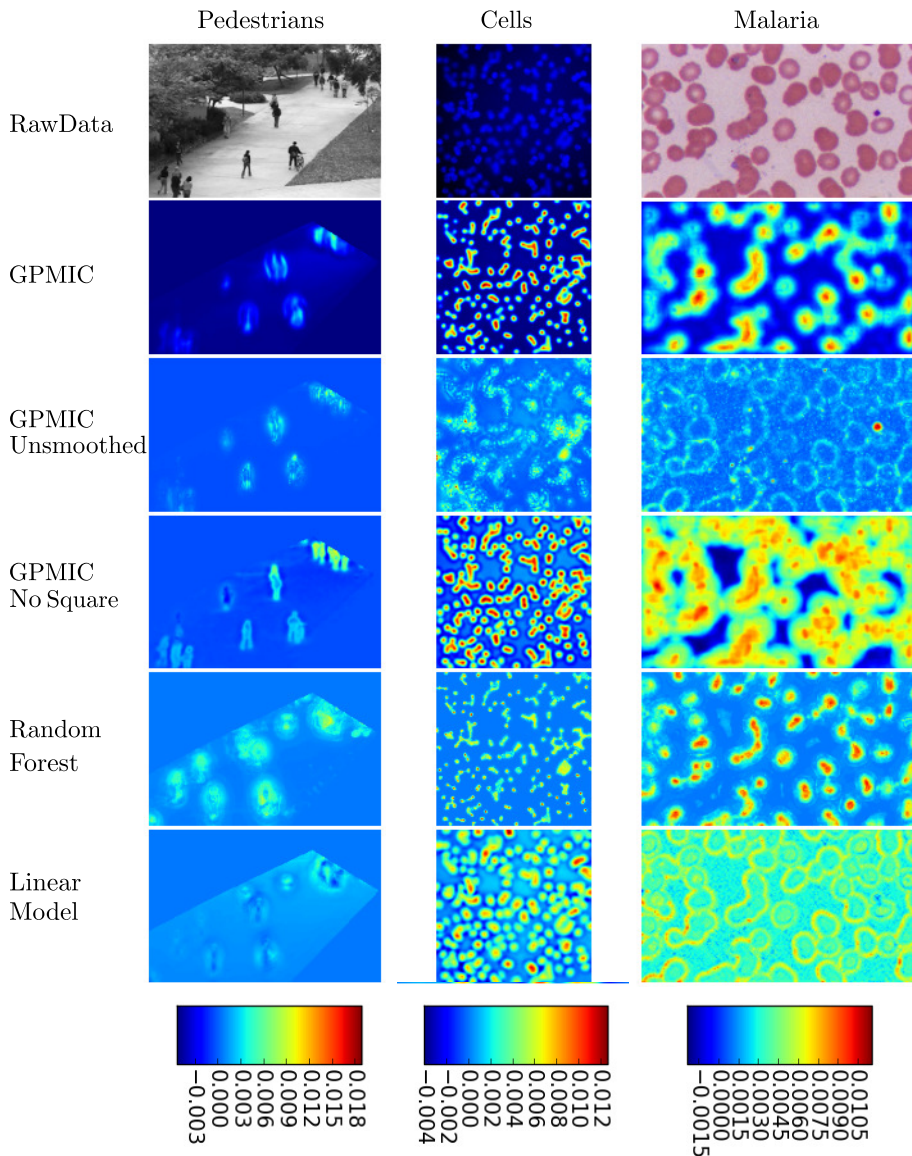 Pedestrians Cells Malaria
RawData
GPMIC
GPMIC
Unsmoothed
GPMIC
No Square
Random
Forest
Linear
Model
−0.003 0.000 0.003 0.006 0.009 0.012 0.015 0.018
−0.004 −0.002 0.000 0.002 0.004 0.006 0.008 0.010 0.012
−0.0015 0.0000 0.0015 0.0030 0.0045 0.0060 0.0075 0.0090 0.0105